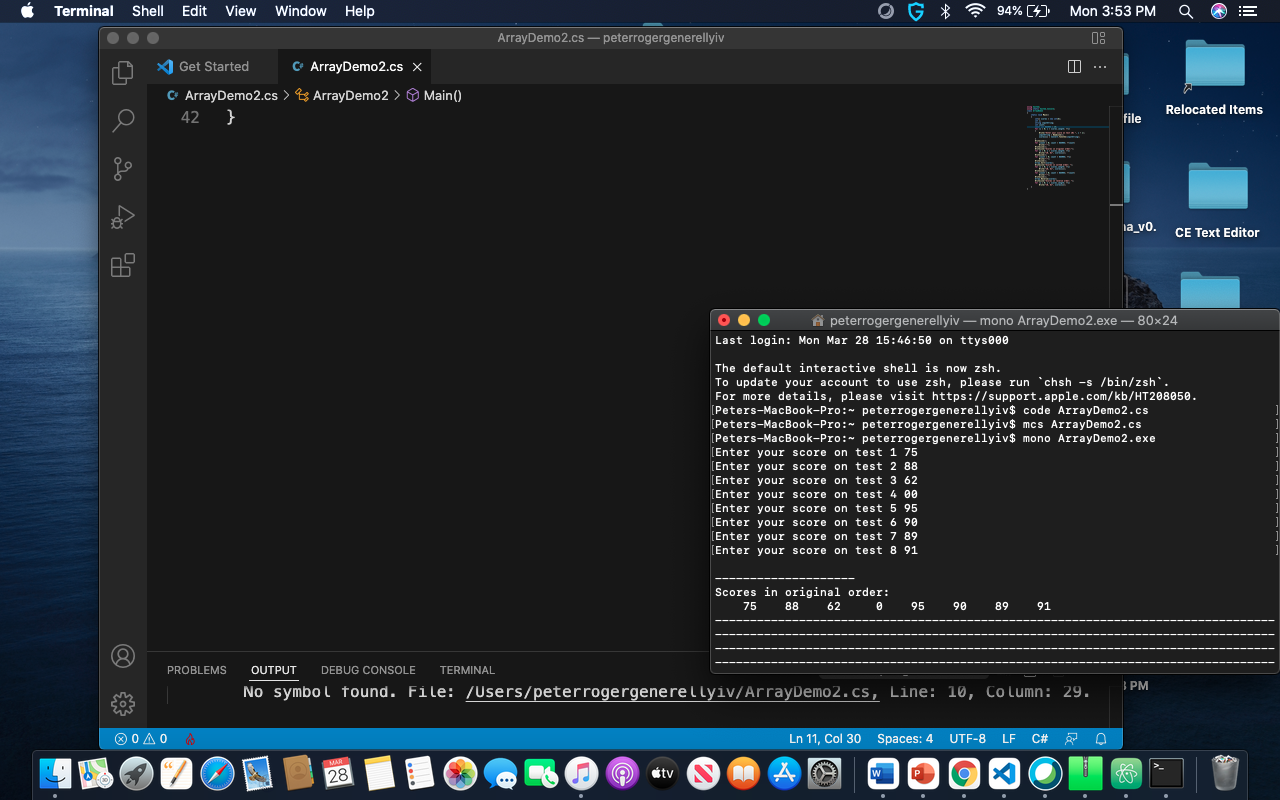 Terminal Shell Edit View Window Help 94% Mon 3:53 PM
ArrayDemo2.cs — peterrogergenerellyiv
Get Started ArrayDemo2.cs
ArrayDemo2.cs > ArrayDemo2 > Main()
42 }
file
Relocated Items
na_v0.
CE Text Editor
peterrogergenerellyiv — mono ArrayDemo2.exe — 80×24
Last login: Mon Mar 28 15:46:50 on ttys000
The default interactive shell is now zsh.
To update your account to use zsh, please run `chsh -s /bin/zsh`.
For more details, please visit https://support.apple.com/kb/HT208050.
[Peters-MacBook-Pro:~ peterrogergenerellyiv$ code ArrayDemo2.cs ]
[Peters-MacBook-Pro:~ peterrogergenerellyiv$ mcs ArrayDemo2.cs ]
[Peters-MacBook-Pro:~ peterrogergenerellyiv$ mono ArrayDemo2.exe ]
[Enter your score on test 1 75 ]
[Enter your score on test 2 88 ]
[Enter your score on test 3 62 ]
[Enter your score on test 4 00 ]
[Enter your score on test 5 95 ]
[Enter your score on test 6 90 ]
[Enter your score on test 7 89 ]
[Enter your score on test 8 91 ]
--------------------
Scores in original order:
75 88 62 0 95 90 89 91
--------------------------------------------------------------------------------
--------------------------------------------------------------------------------
--------------------------------------------------------------------------------
--------------------------------------------------------------------------------
PROBLEMS OUTPUT DEBUG CONSOLE TERMINAL
No symbol found. File: /Users/peterrogergenerellyiv/ArrayDemo2.cs, Line: 10, Column: 29.
PM
0 0 Ln 11, Col 30 Spaces: 4 UTF-8 LF C#
MAR
28
tv